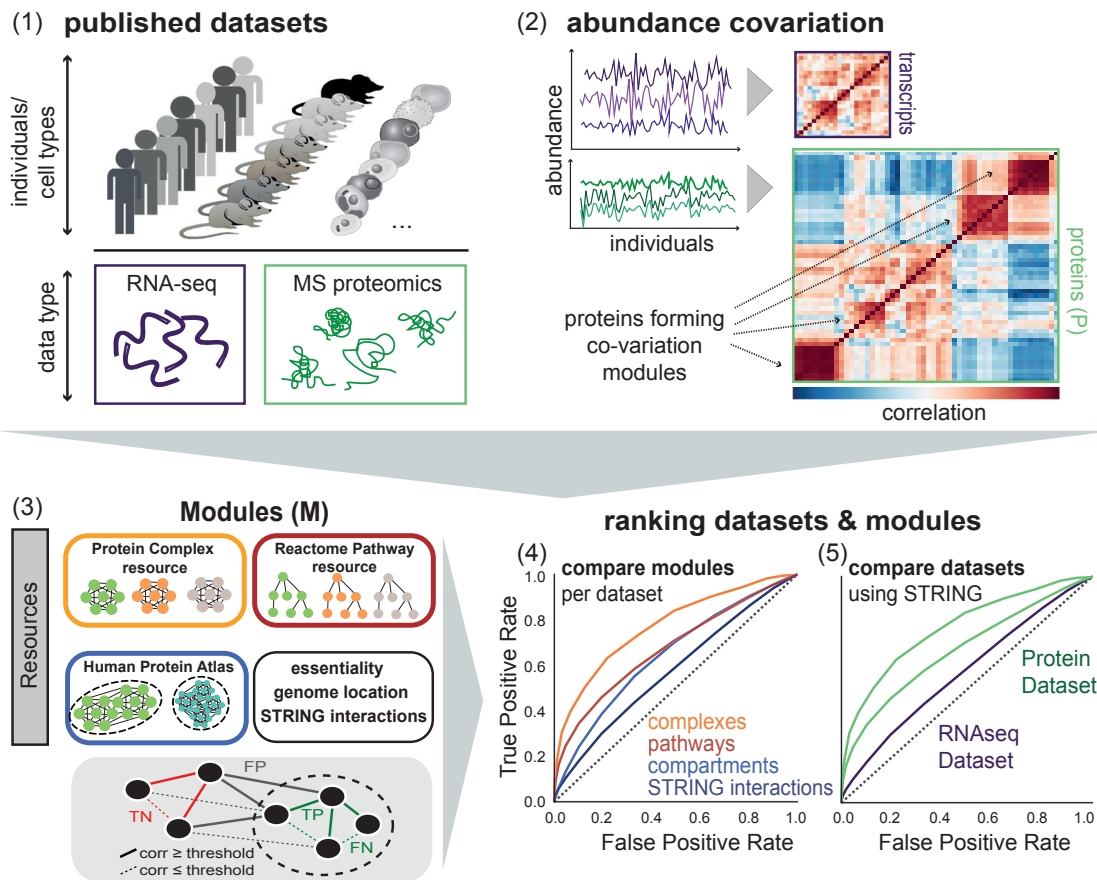 (1) published datasets
individuals/
cell types
...
data type
RNA-seq
MS proteomics
(2) abundance covariation
abundance
individuals
transcripts
proteins (P)
proteins forming
co-variation
modules
correlation
(3)
Modules (M)
Resources
Protein Complex
resource
Reactome Pathway
resource
Human Protein Atlas
essentiality
genome location
STRING interactions
FP
TN
TP
FN
corr ≥ threshold
corr ≤ threshold
ranking datasets & modules
(4)
compare modules
per dataset
True Positive Rate
1.0
0.8
0.6
0.4
0.2
0.0
complexes
pathways
compartments
STRING interactions
0.0 0.2 0.4 0.6 0.8 1.0
False Positive Rate
(5)
compare datasets
using STRING
Protein
Dataset
RNAseq
Dataset
0.0 0.2 0.4 0.6 0.8 1.0
False Positive Rate